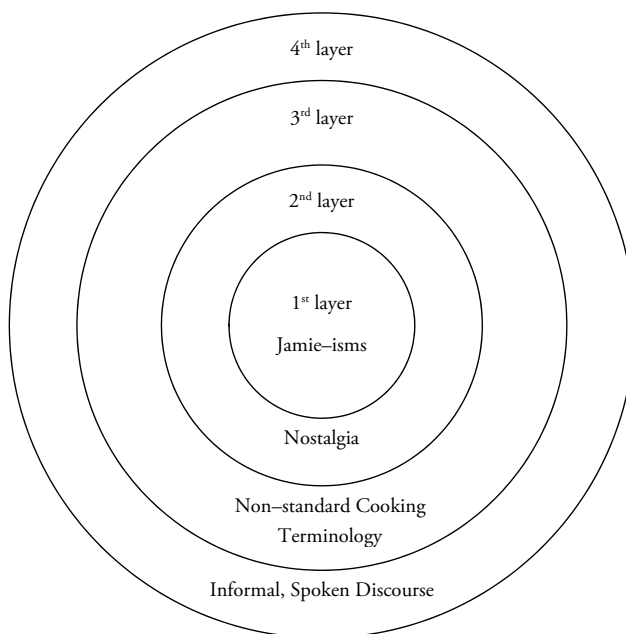 4th layer
3rd layer
2nd layer
1st layer
Jamie–isms
Nostalgia
Non–standard Cooking
Terminology
Informal, Spoken Discourse